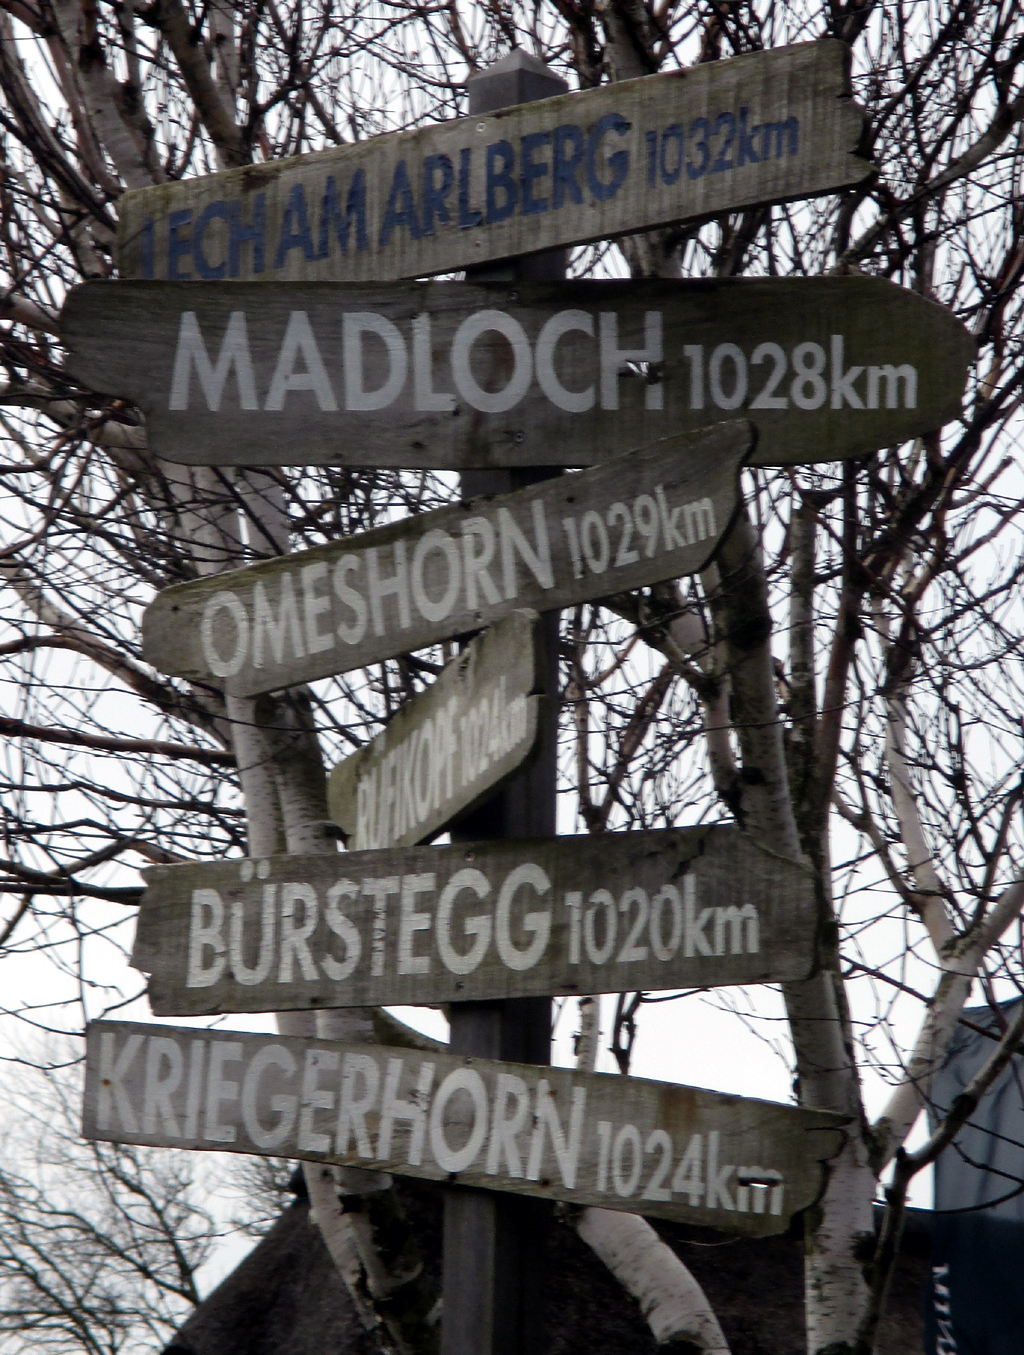 LECH AM ARLBERG 1032km
MADLOCH 1028km
OMESHORN 1029km
RÜFIKOPF 1024km
BÜRSTEGG 1020km
KRIEGERHORN 1024km